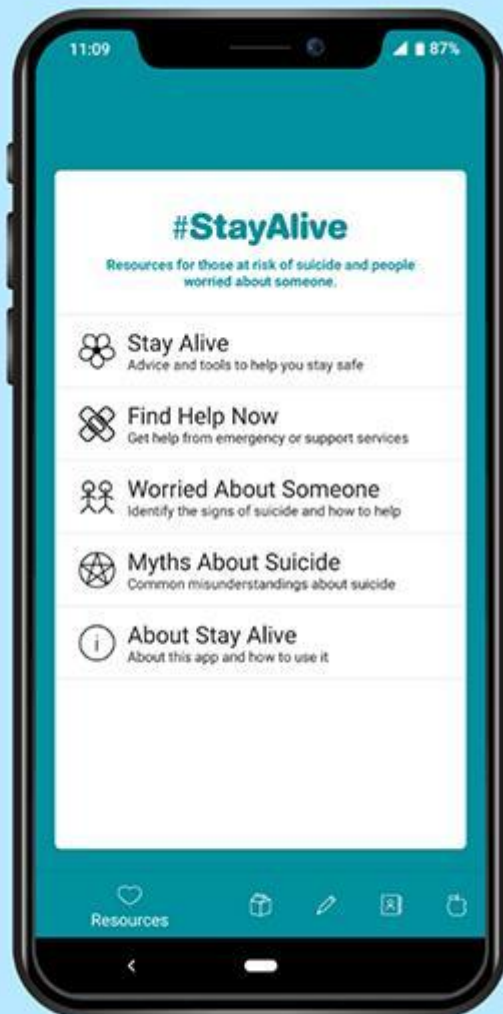 11:09
87%
#StayAlive
Resources for those at risk of suicide and people
worried about someone.
Stay Alive
Advice and tools to help you stay safe
Find Help Now
Get help from emergency or support services
Worried About Someone
Identify the signs of suicide and how to help
Myths About Suicide
Common misunderstandings about suicide
About Stay Alive
About this app and how to use it
Resources